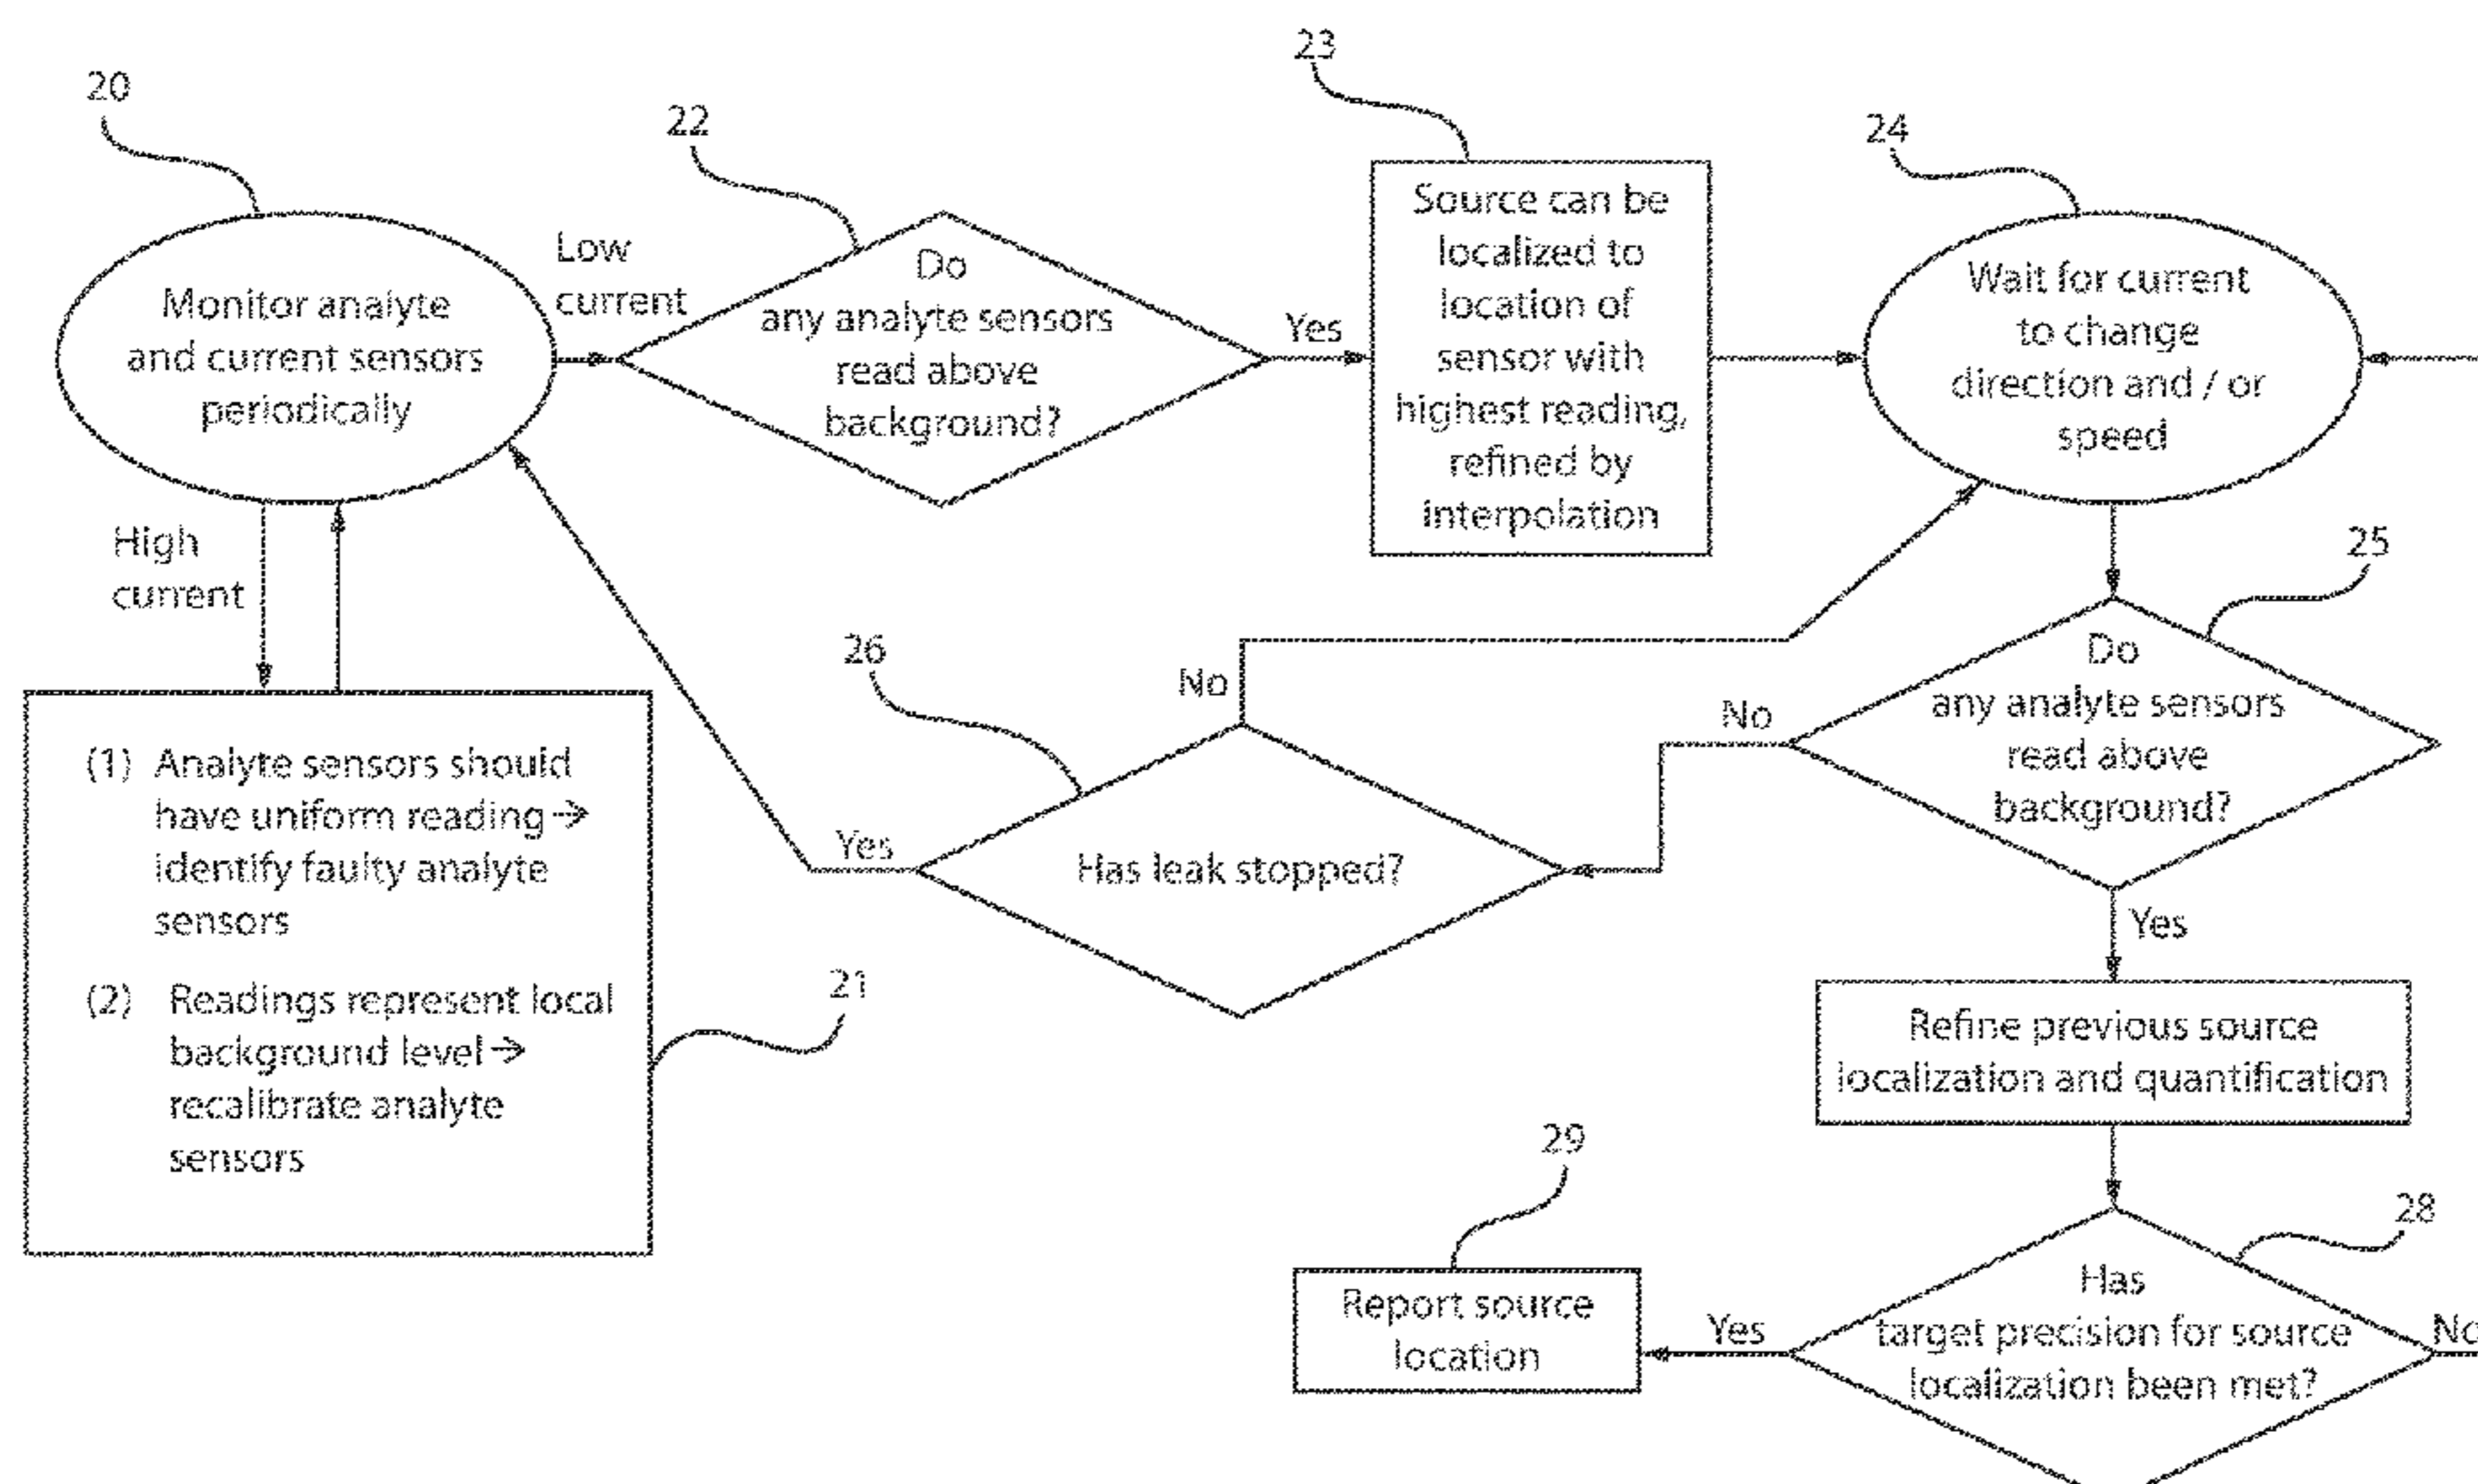 20
Monitor analyte
and current sensors
periodically
Low
current
High
current
22
Do
any analyte sensors
read above
background?
Yes
23
Source can be
localized to
location of
sensor with
highest reading,
refined by
interpolation
24
Wait for current
to change
direction and / or
speed
25
Do
any analyte sensors
read above
background?
No
Yes
26
Has leak stopped?
No
Yes
(1) Analyte sensors should
have uniform reading →
identify faulty analyte
sensors
(2) Readings represent local
background level →
recalibrate analyte
sensors
21
Refine previous source
localization and quantification
28
Has
target precision for source
localization been met?
Yes
No
29
Report source
location